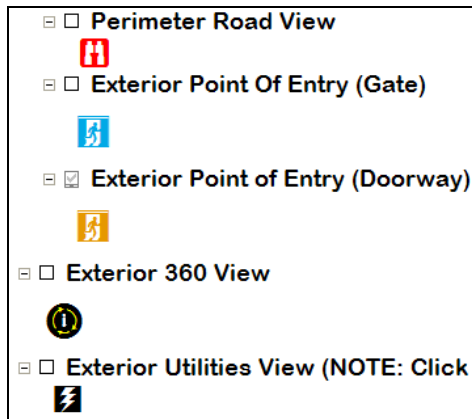 Perimeter Road View
Exterior Point Of Entry (Gate)
Exterior Point of Entry (Doorway)
Exterior 360 View
i
Exterior Utilities View (NOTE: Click